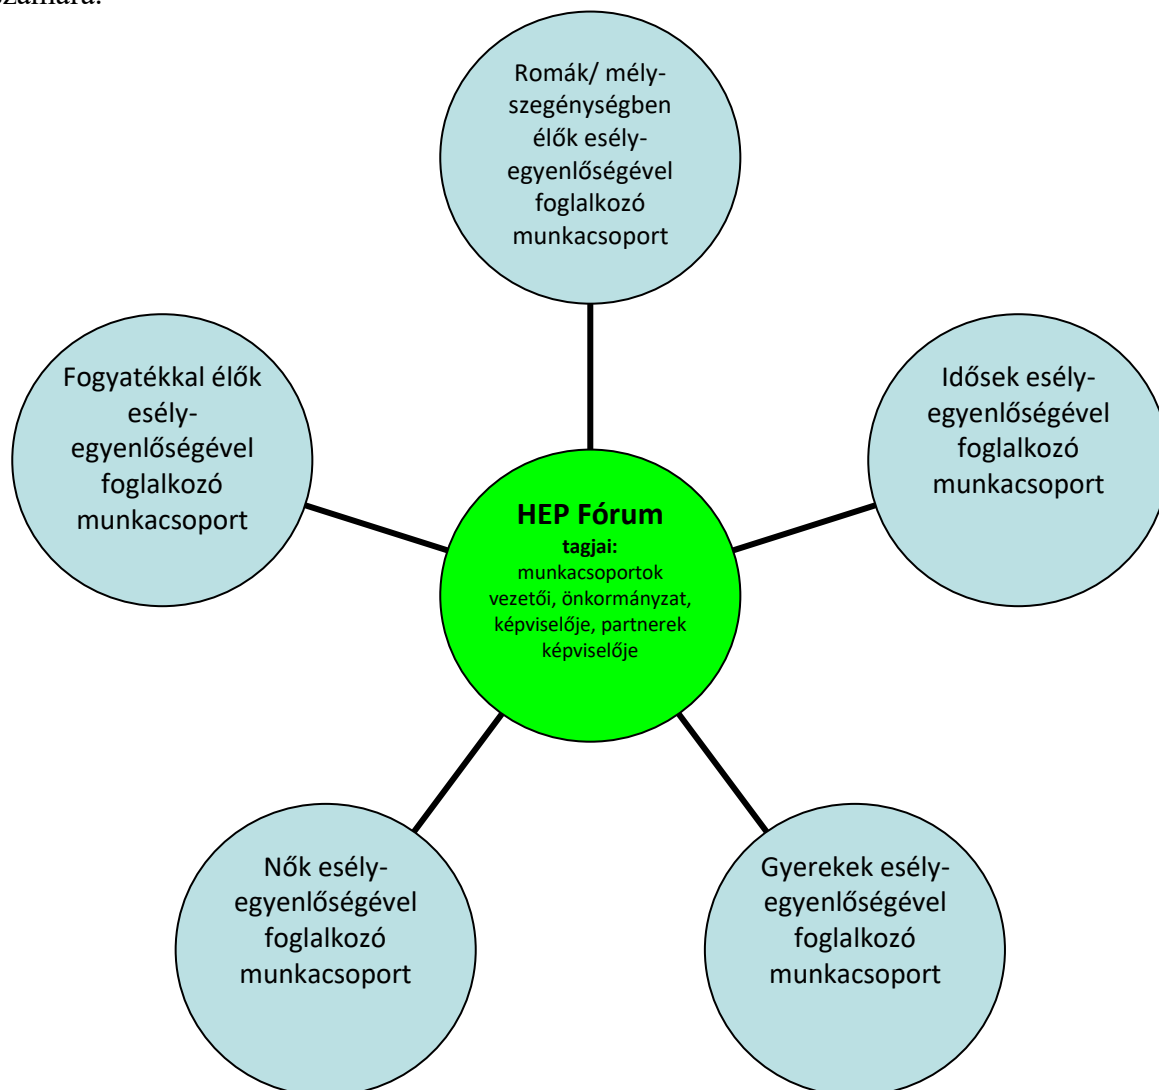 számára.
Romák/ mély-
szegénységben
élők esély-
egyenlőségével
foglalkozó
munkacsoport
Fogyatékkal élők
esély-
egyenlőségével
foglalkozó
munkacsoport
Idősek esély-
egyenlőségével
foglalkozó
munkacsoport
HEP Fórum
tagjai:
munkacsoportok
vezetői, önkormányzat,
képviselője, partnerek
képviselője
Nők esély-
egyenlőségével
foglalkozó
munkacsoport
Gyerekek esély-
egyenlőségével
foglalkozó
munkacsoport